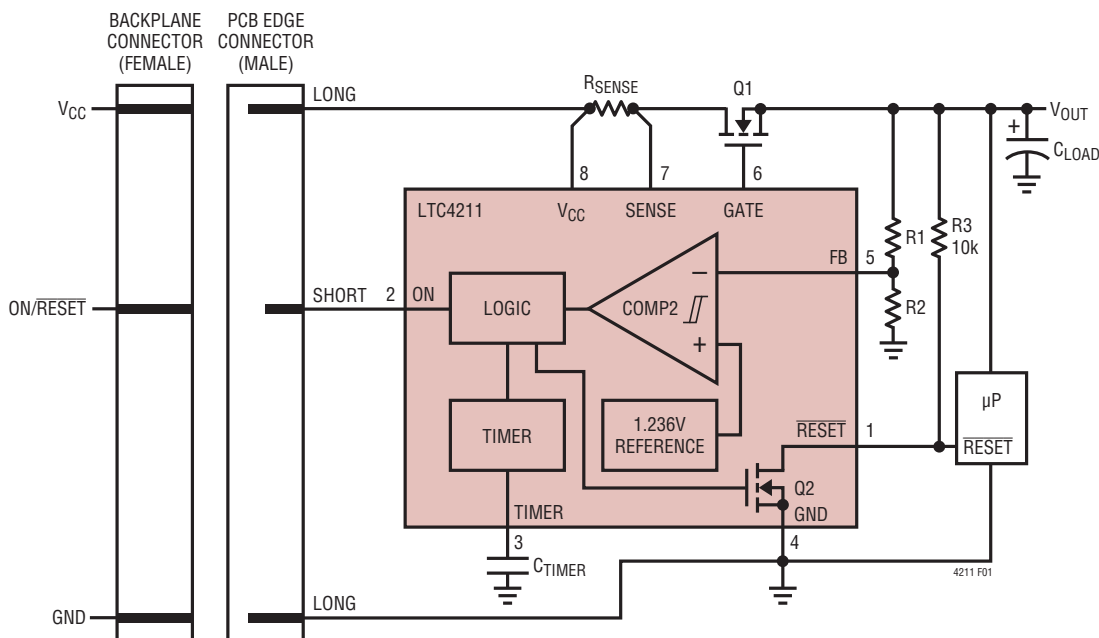 BACKPLANE
CONNECTOR
(FEMALE)
PCB EDGE
CONNECTOR
(MALE)
VCC
LONG
RSENSE
Q1
VOUT
+
CLOAD
8
7
6
LTC4211
VCC
SENSE
GATE
R1
R3
10k
FB
5
ON/RESET
SHORT
2
ON
LOGIC
COMP2
−
+
R2
TIMER
1.236V
REFERENCE
RESET
1
µP
RESET
Q2
GND
TIMER
3
4
CTIMER
4211 F01
GND
LONG